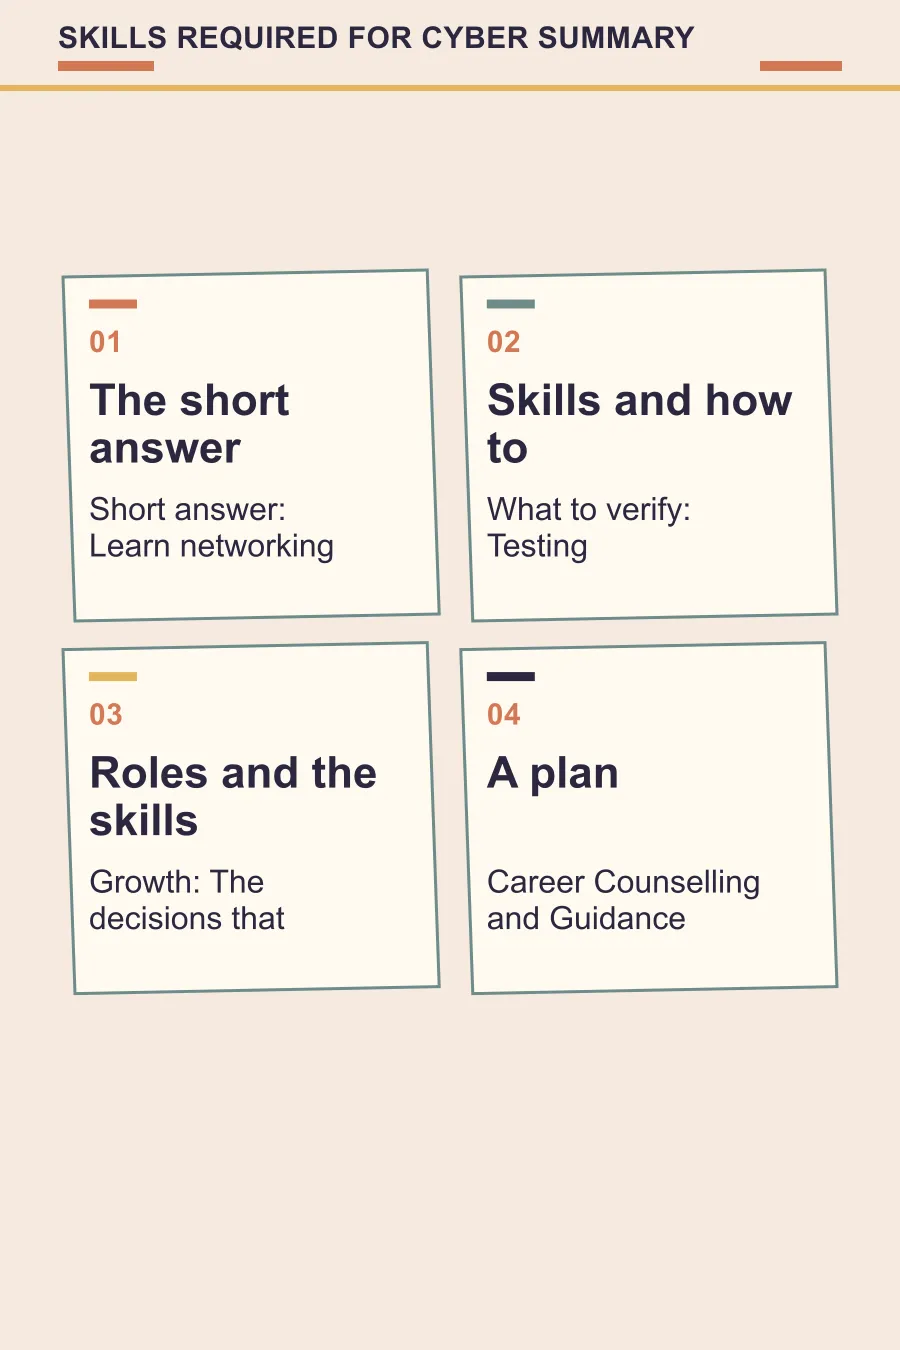 SKILLS REQUIRED FOR CYBER SUMMARY
01
The short
answer
Short answer:
Learn networking
02
Skills and how
to
What to verify:
Testing
03
Roles and the
skills
Growth: The
decisions that
04
A plan
Career Counselling
and Guidance